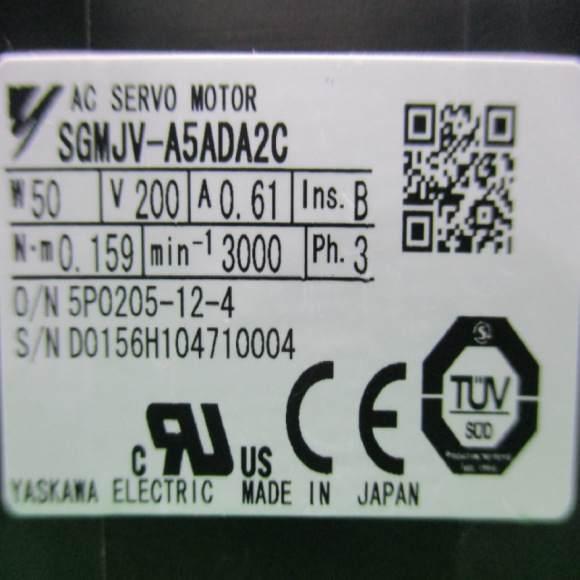 AC SERVO MOTOR
SGMJV-A5ADA2C
W 50 V 200 A 0.61 Ins. B
N·m 0.159 min⁻¹ 3000 Ph. 3
O/N 5P0205-12-4
S/N D0156H104710004
TÜV
SÜD
C UR US CE
YASKAWA ELECTRIC MADE IN JAPAN